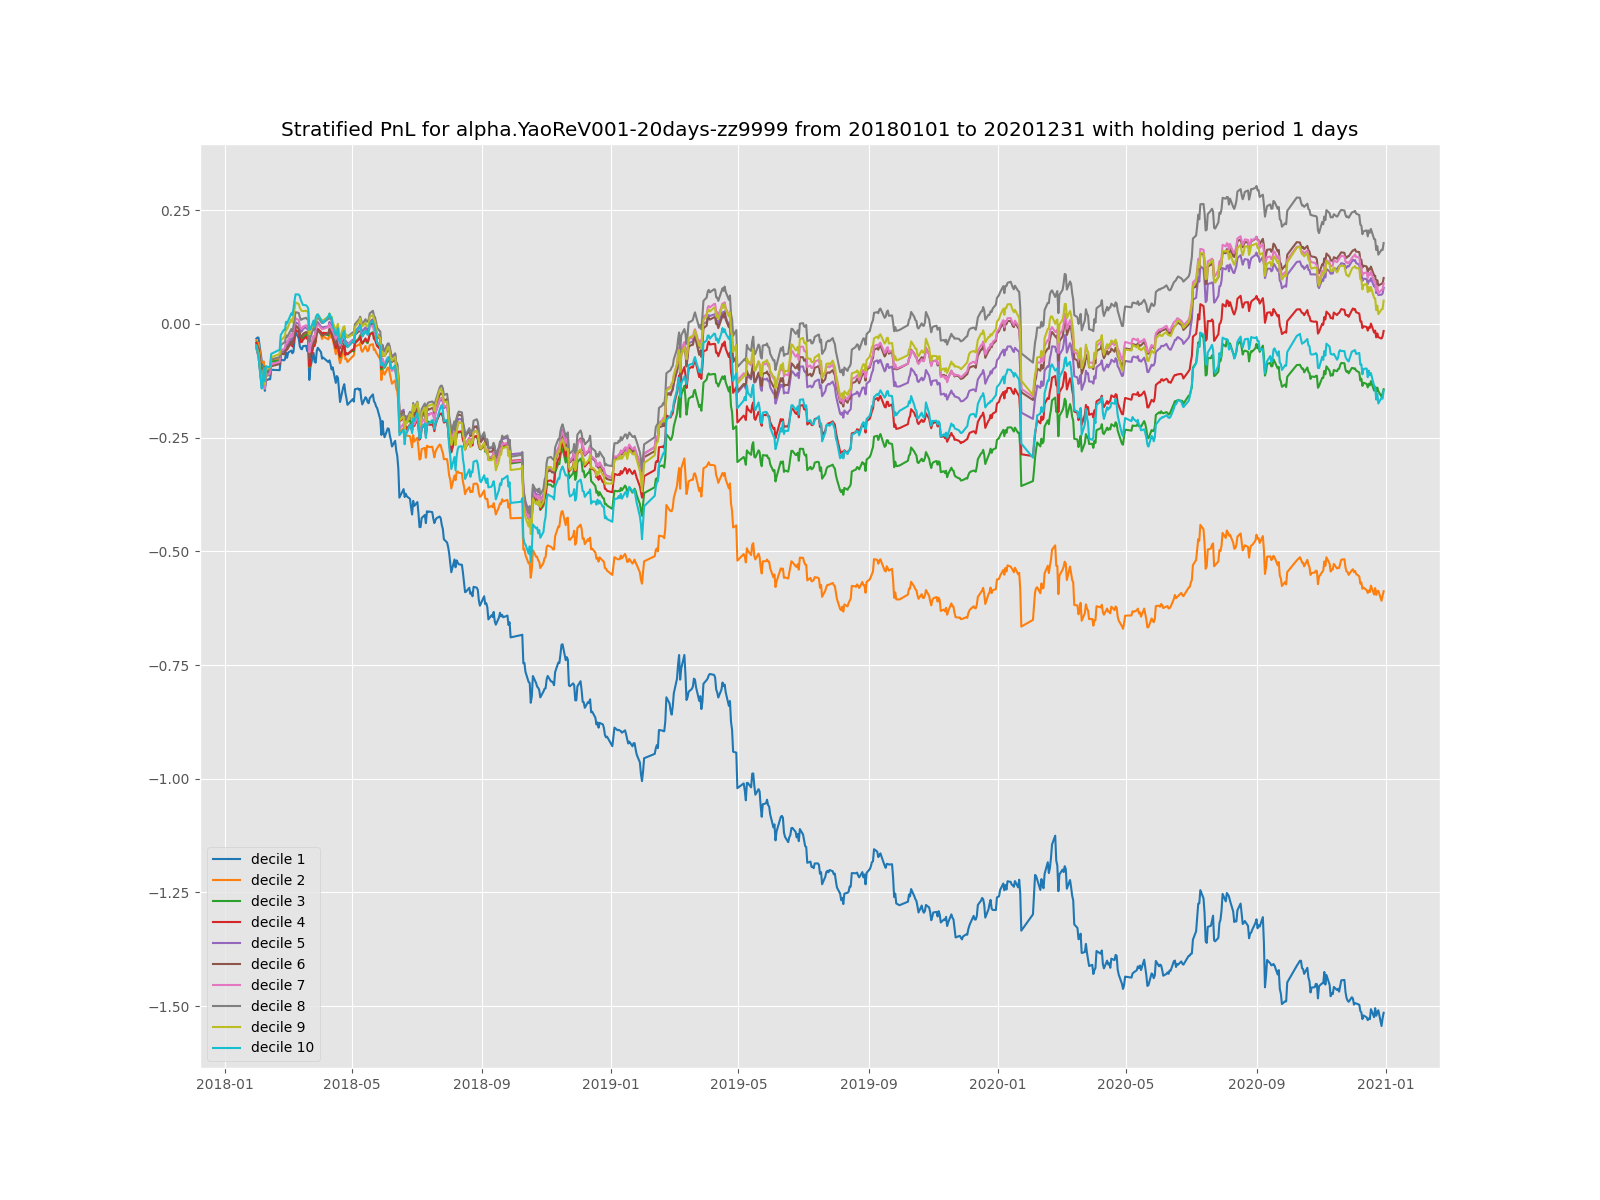 Stratified PnL for alpha.YaoReV001-20days-zz9999 from 20180101 to 20201231 with holding period 1 days
0.25
0.00
−0.25
−0.50
−0.75
−1.00
−1.25
−1.50
decile 1
decile 2
decile 3
decile 4
decile 5
decile 6
decile 7
decile 8
decile 9
decile 10
2018-01 2018-05 2018-09 2019-01 2019-05 2019-09 2020-01 2020-05 2020-09 2021-01